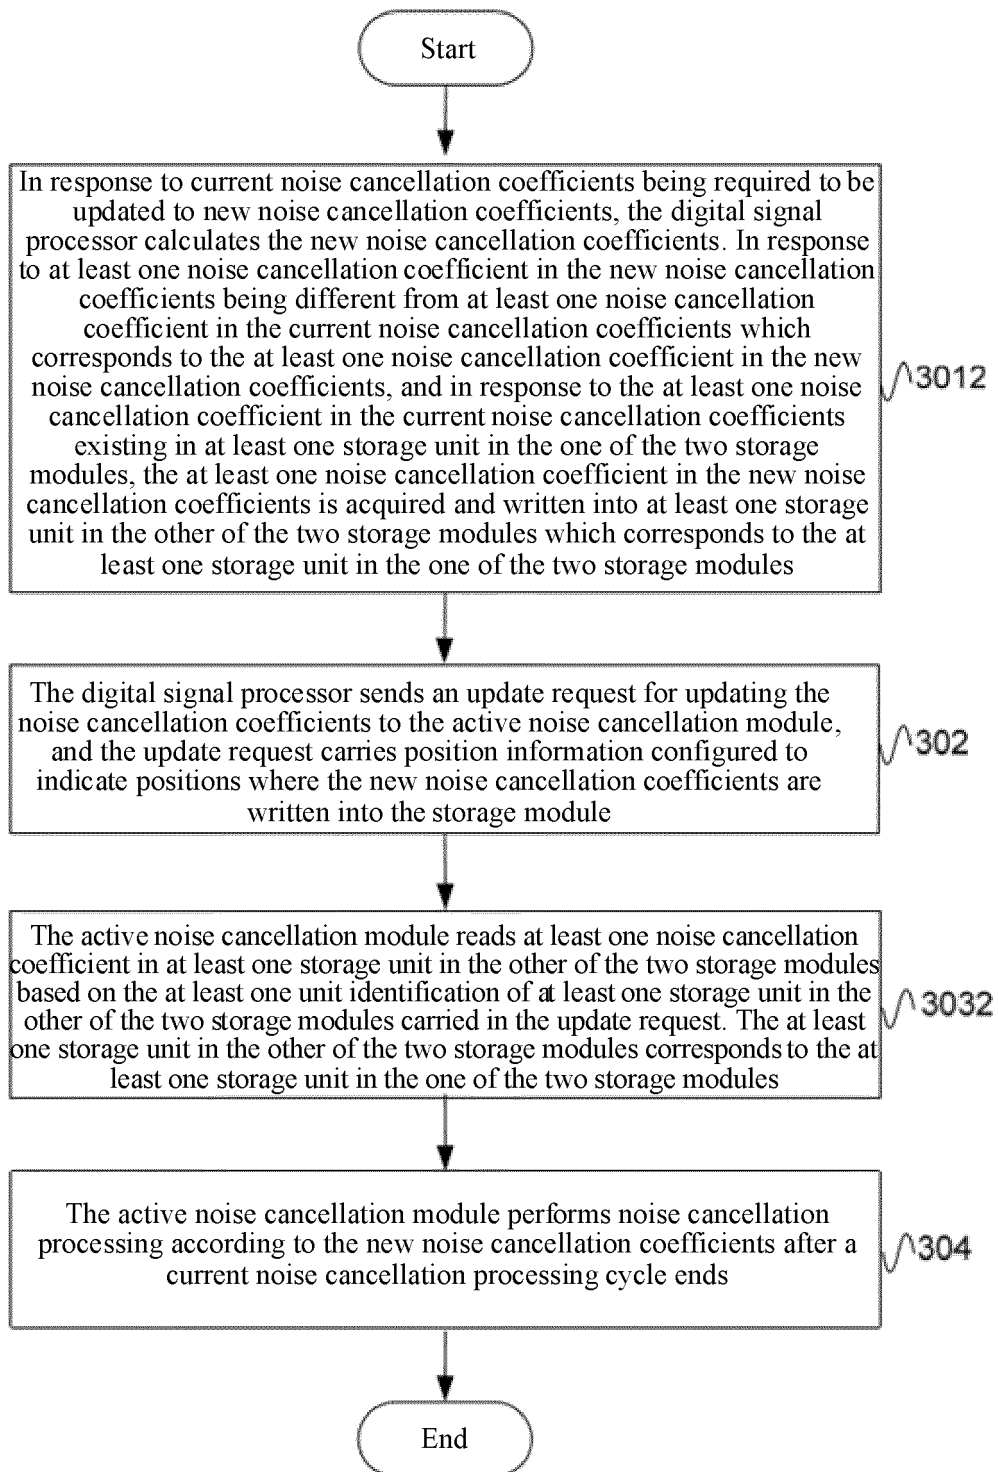 Start
In response to current noise cancellation coefficients being required to be
updated to new noise cancellation coefficients, the digital signal
processor calculates the new noise cancellation coefficients. In response
to at least one noise cancellation coefficient in the new noise cancellation
coefficients being different from at least one noise cancellation
coefficient in the current noise cancellation coefficients which
corresponds to the at least one noise cancellation coefficient in the new
noise cancellation coefficients, and in response to the at least one noise
cancellation coefficient in the current noise cancellation coefficients
existing in at least one storage unit in the one of the two storage
modules, the at least one noise cancellation coefficient in the new noise
cancellation coefficients is acquired and written into at least one storage
unit in the other of the two storage modules which corresponds to the at
least one storage unit in the one of the two storage modules
3012
The digital signal processor sends an update request for updating the
noise cancellation coefficients to the active noise cancellation module,
and the update request carries position information configured to
indicate positions where the new noise cancellation coefficients are
written into the storage module
302
The active noise cancellation module reads at least one noise cancellation
coefficient in at least one storage unit in the other of the two storage modules
based on the at least one unit identification of at least one storage unit in the
other of the two storage modules carried in the update request. The at least
one storage unit in the other of the two storage modules corresponds to the at
least one storage unit in the one of the two storage modules
3032
The active noise cancellation module performs noise cancellation
processing according to the new noise cancellation coefficients after a
current noise cancellation processing cycle ends
304
End